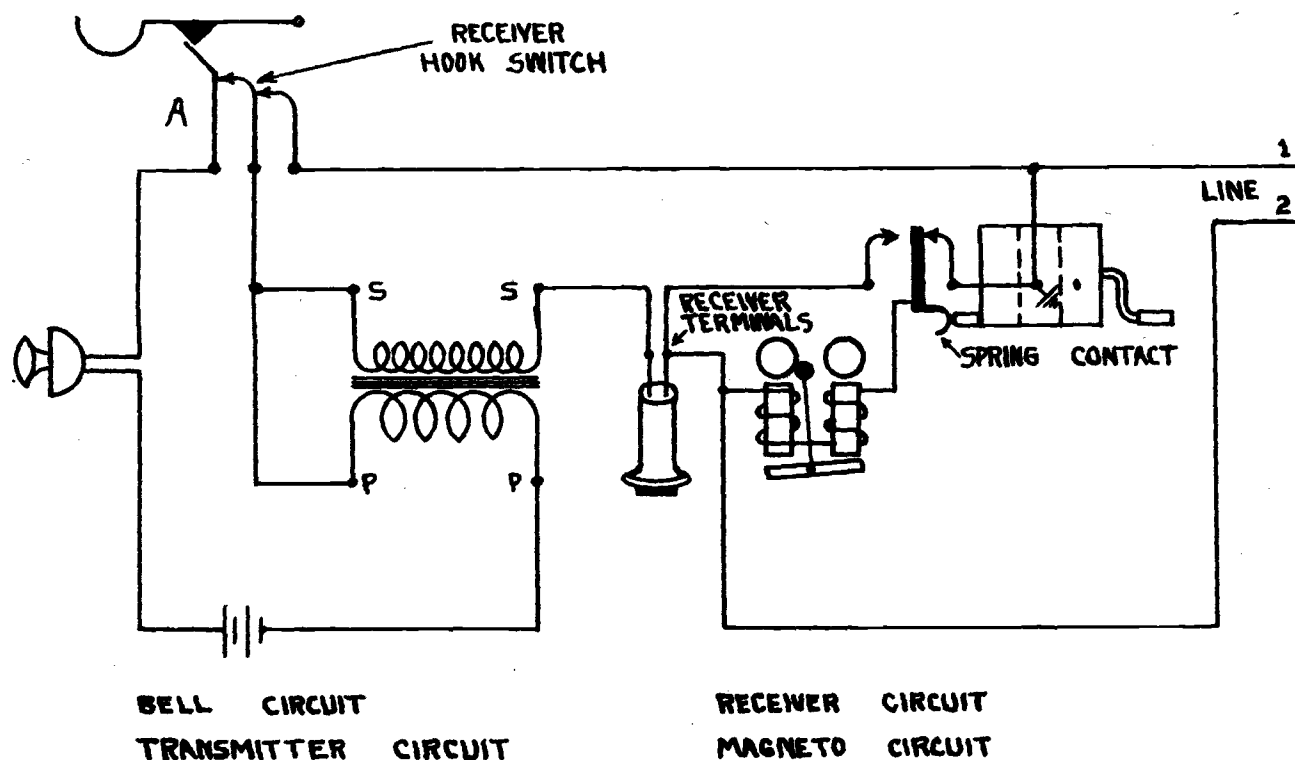 RECEIVER
HOOK SWITCH
A
1
LINE
2
S
S
RECEIVER
TERMINALS
SPRING CONTACT
P
P
BELL CIRCUIT
RECEIVER CIRCUIT
TRANSMITTER CIRCUIT
MAGNETO CIRCUIT